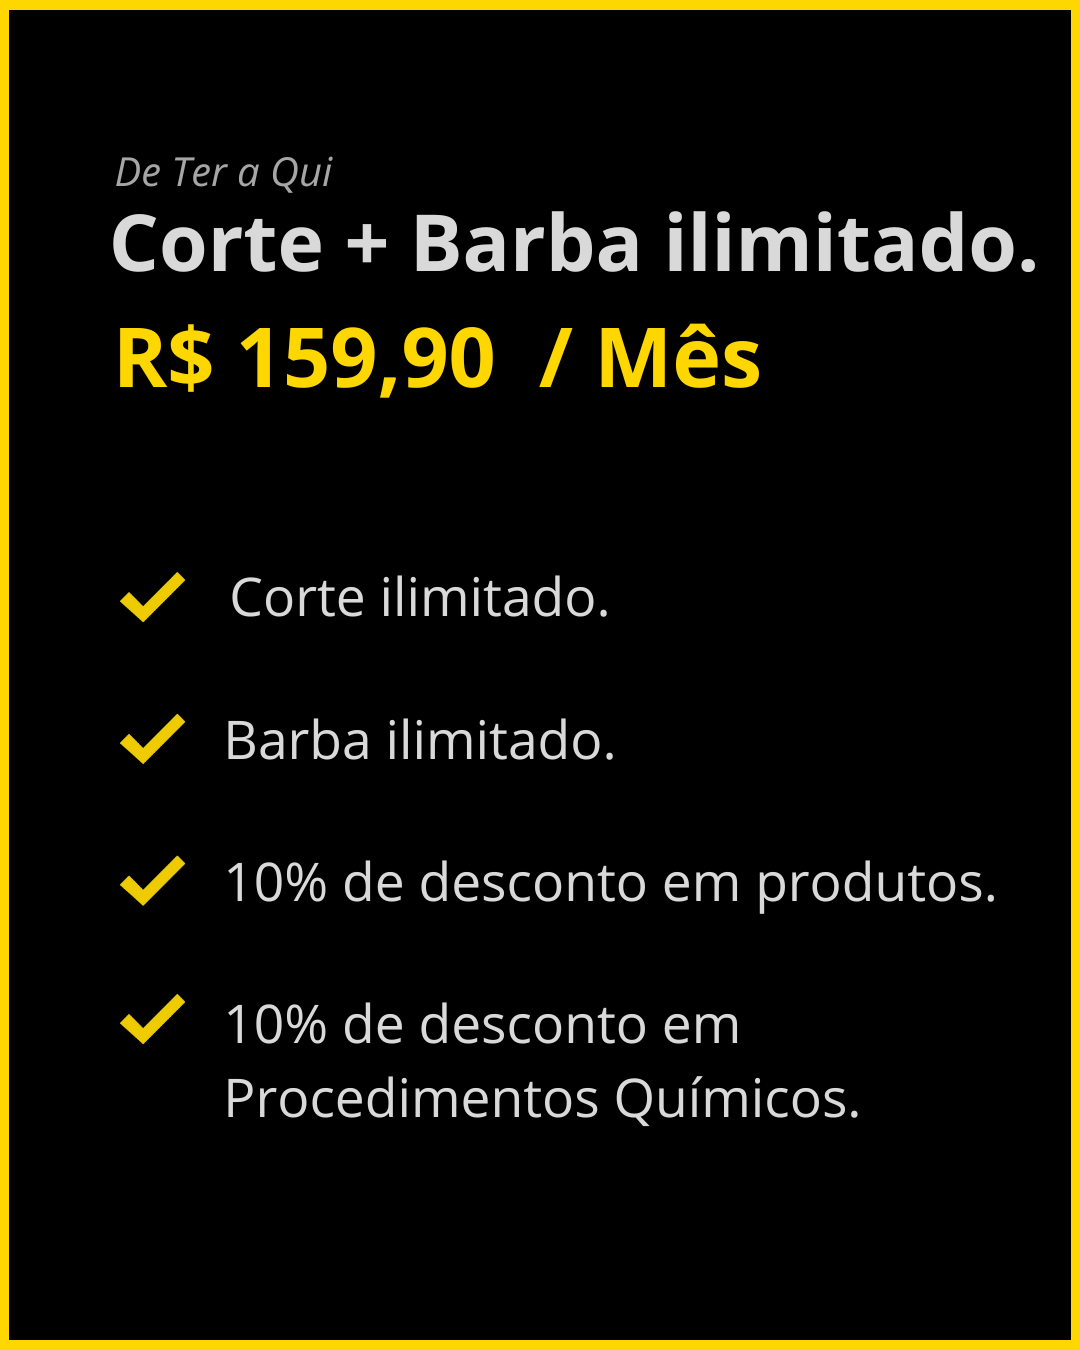 De Ter a Qui
Corte + Barba ilimitado.
R$ 159,90 / Mês
Corte ilimitado.
Barba ilimitado.
10% de desconto em produtos.
10% de desconto em
Procedimentos Químicos.